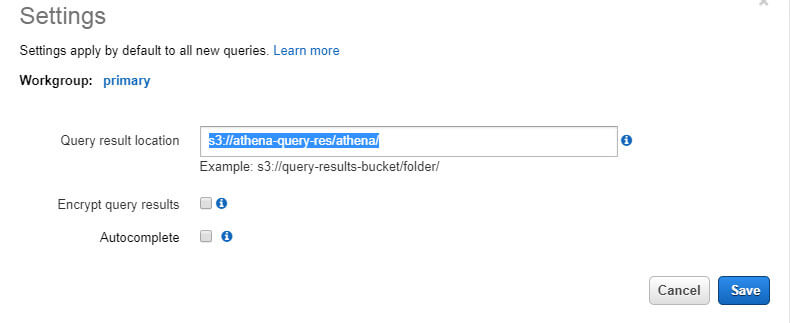 Settings
Settings apply by default to all new queries. Learn more
Workgroup: primary
Query result location s3://athena-query-res/athena/
Example: s3://query-results-bucket/folder/
Encrypt query results
Autocomplete
Cancel Save